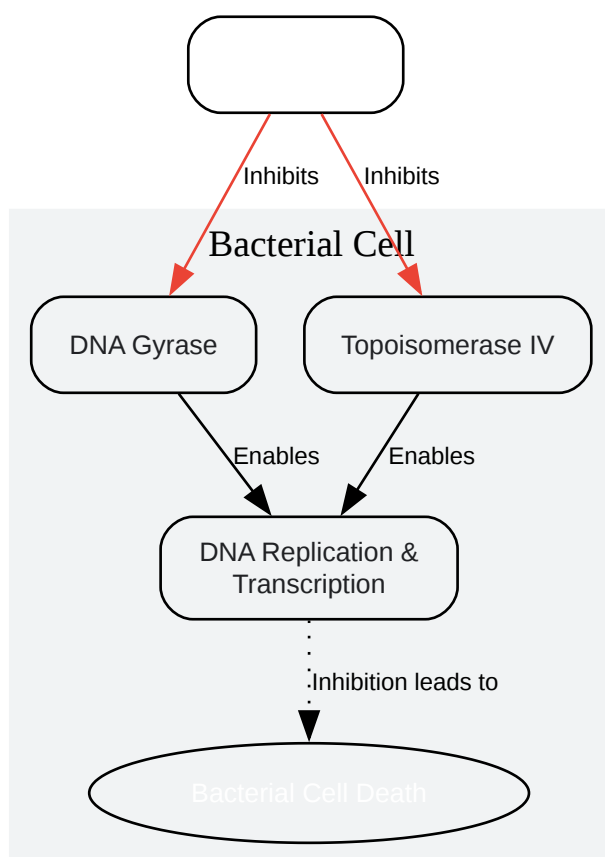 Inhibits
Inhibits
Bacterial Cell
DNA Gyrase
Topoisomerase IV
Enables
Enables
DNA Replication &
Transcription
Inhibition leads to
Bacterial Cell Death